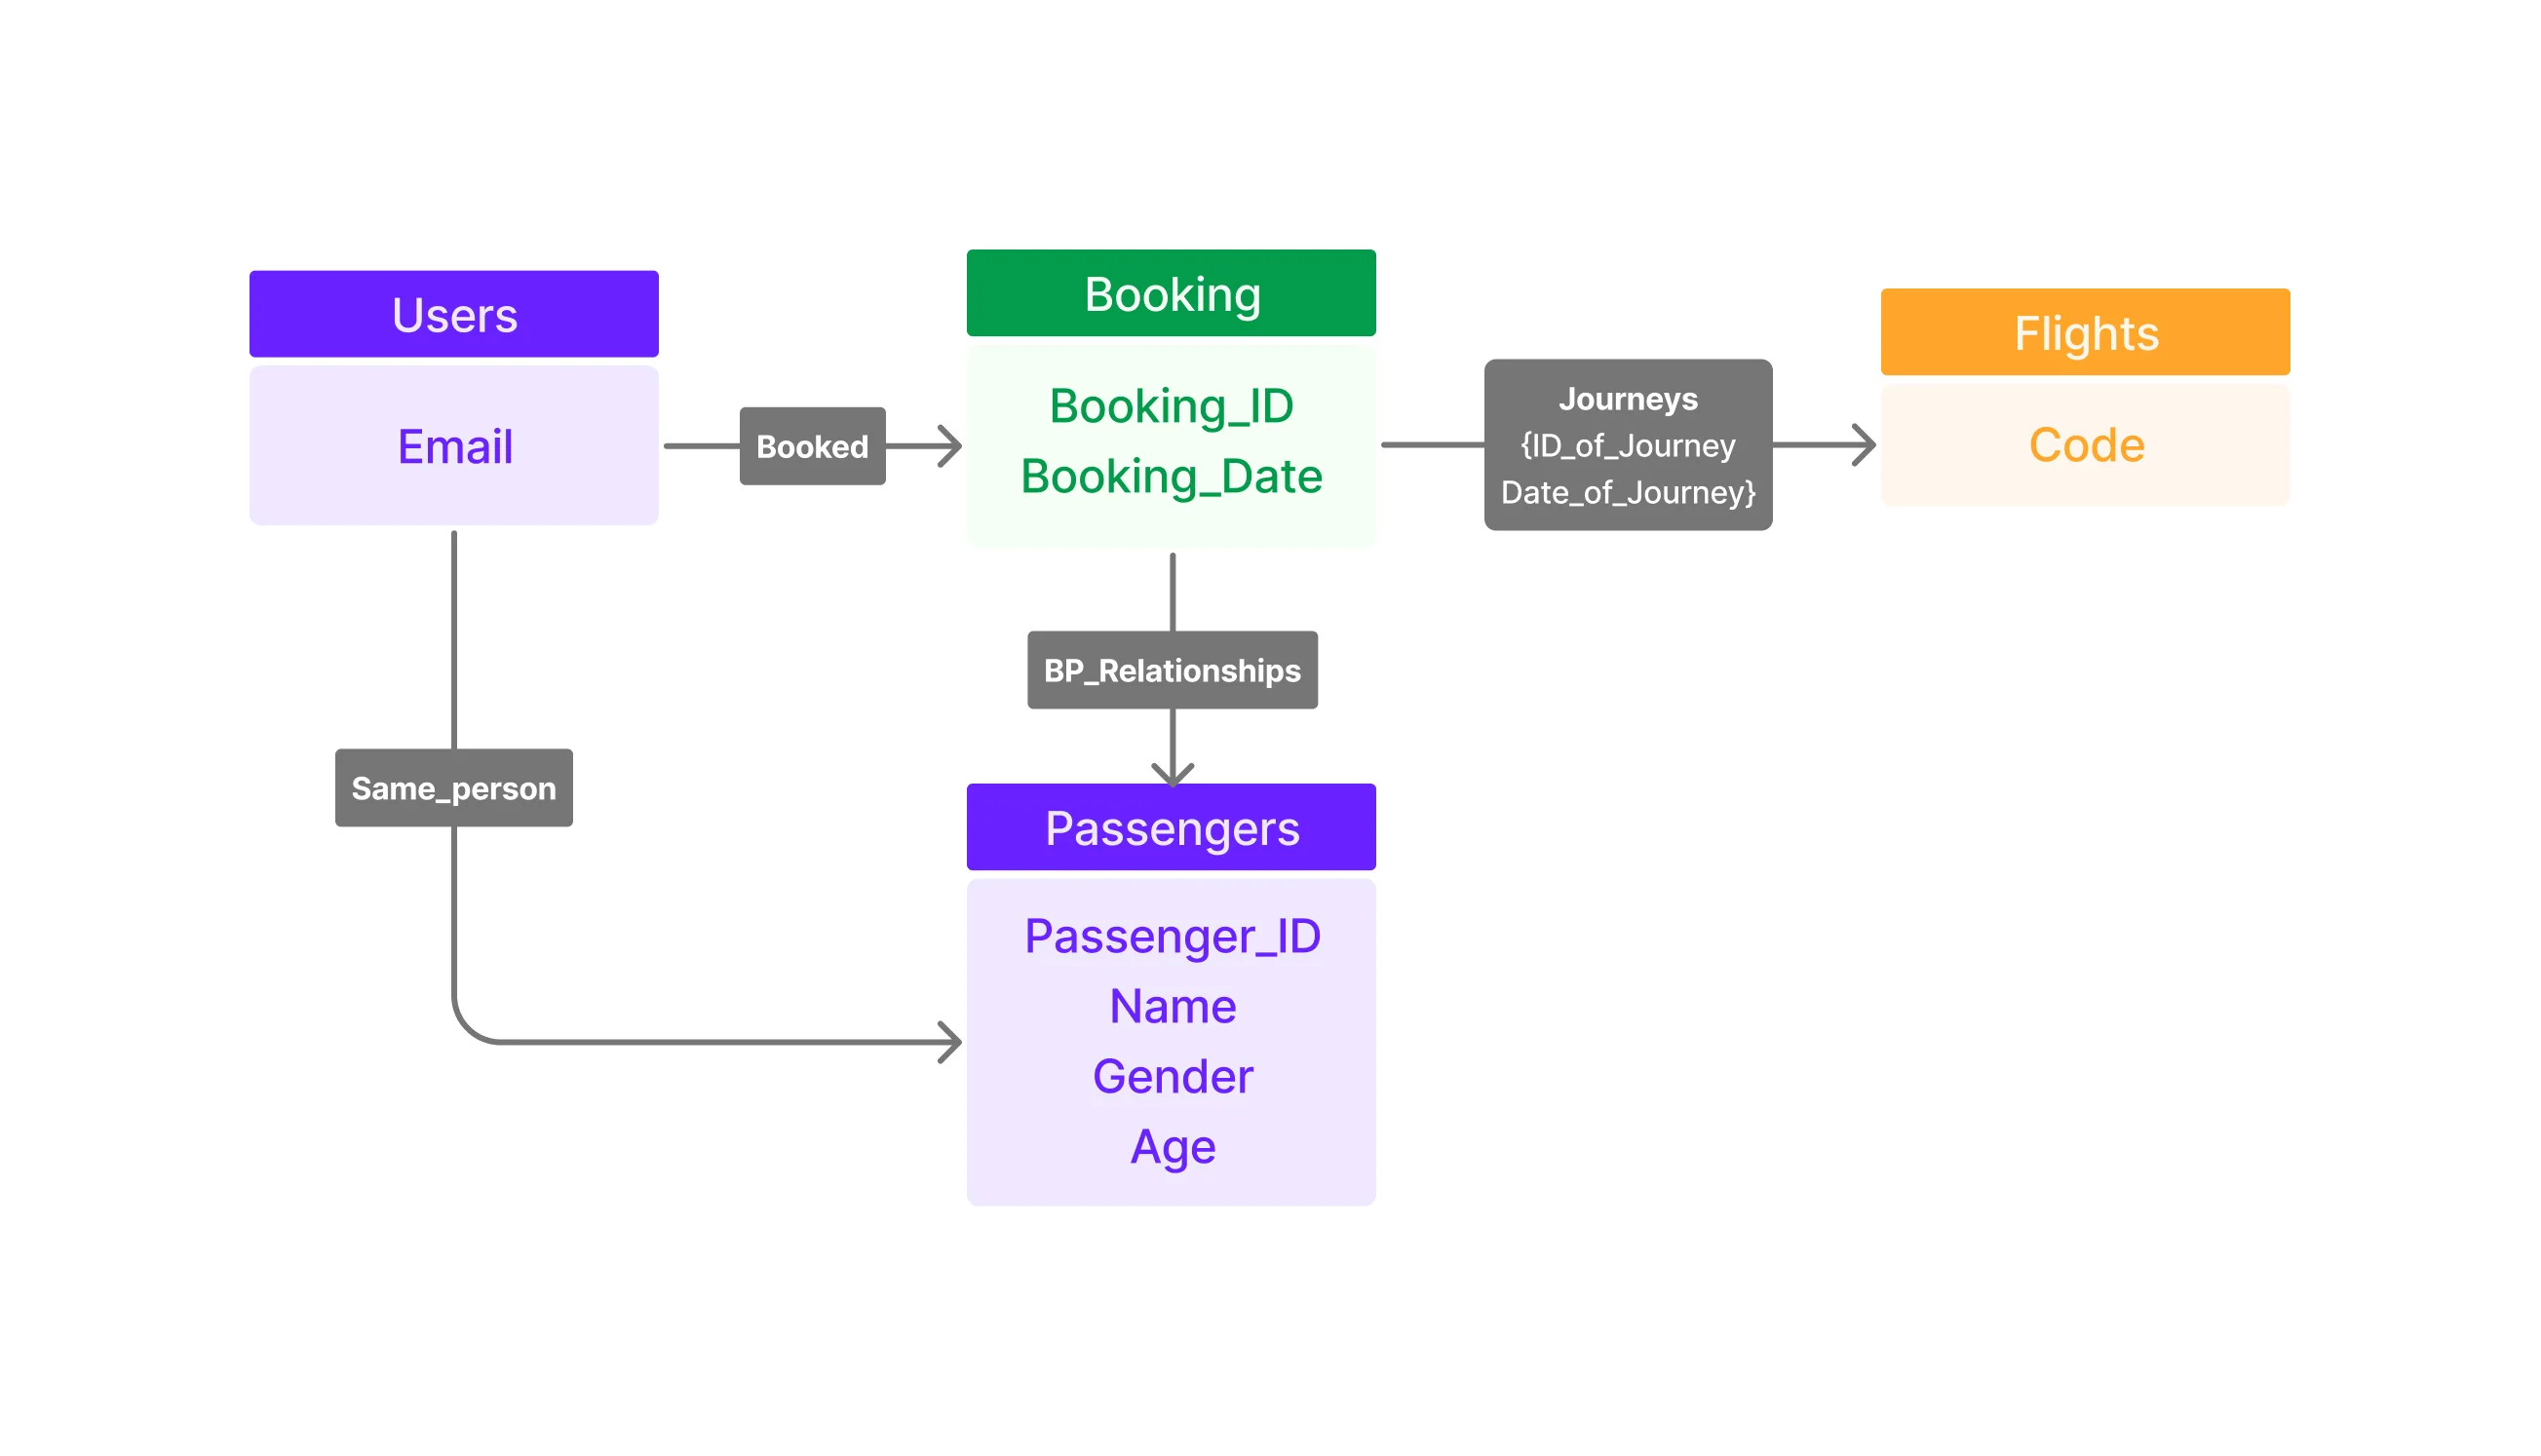 Users
Email
Booked
Booking
Booking_ID
Booking_Date
Journeys
{ID_of_Journey
Date_of_Journey}
Flights
Code
BP_Relationships
Same_person
Passengers
Passenger_ID
Name
Gender
Age